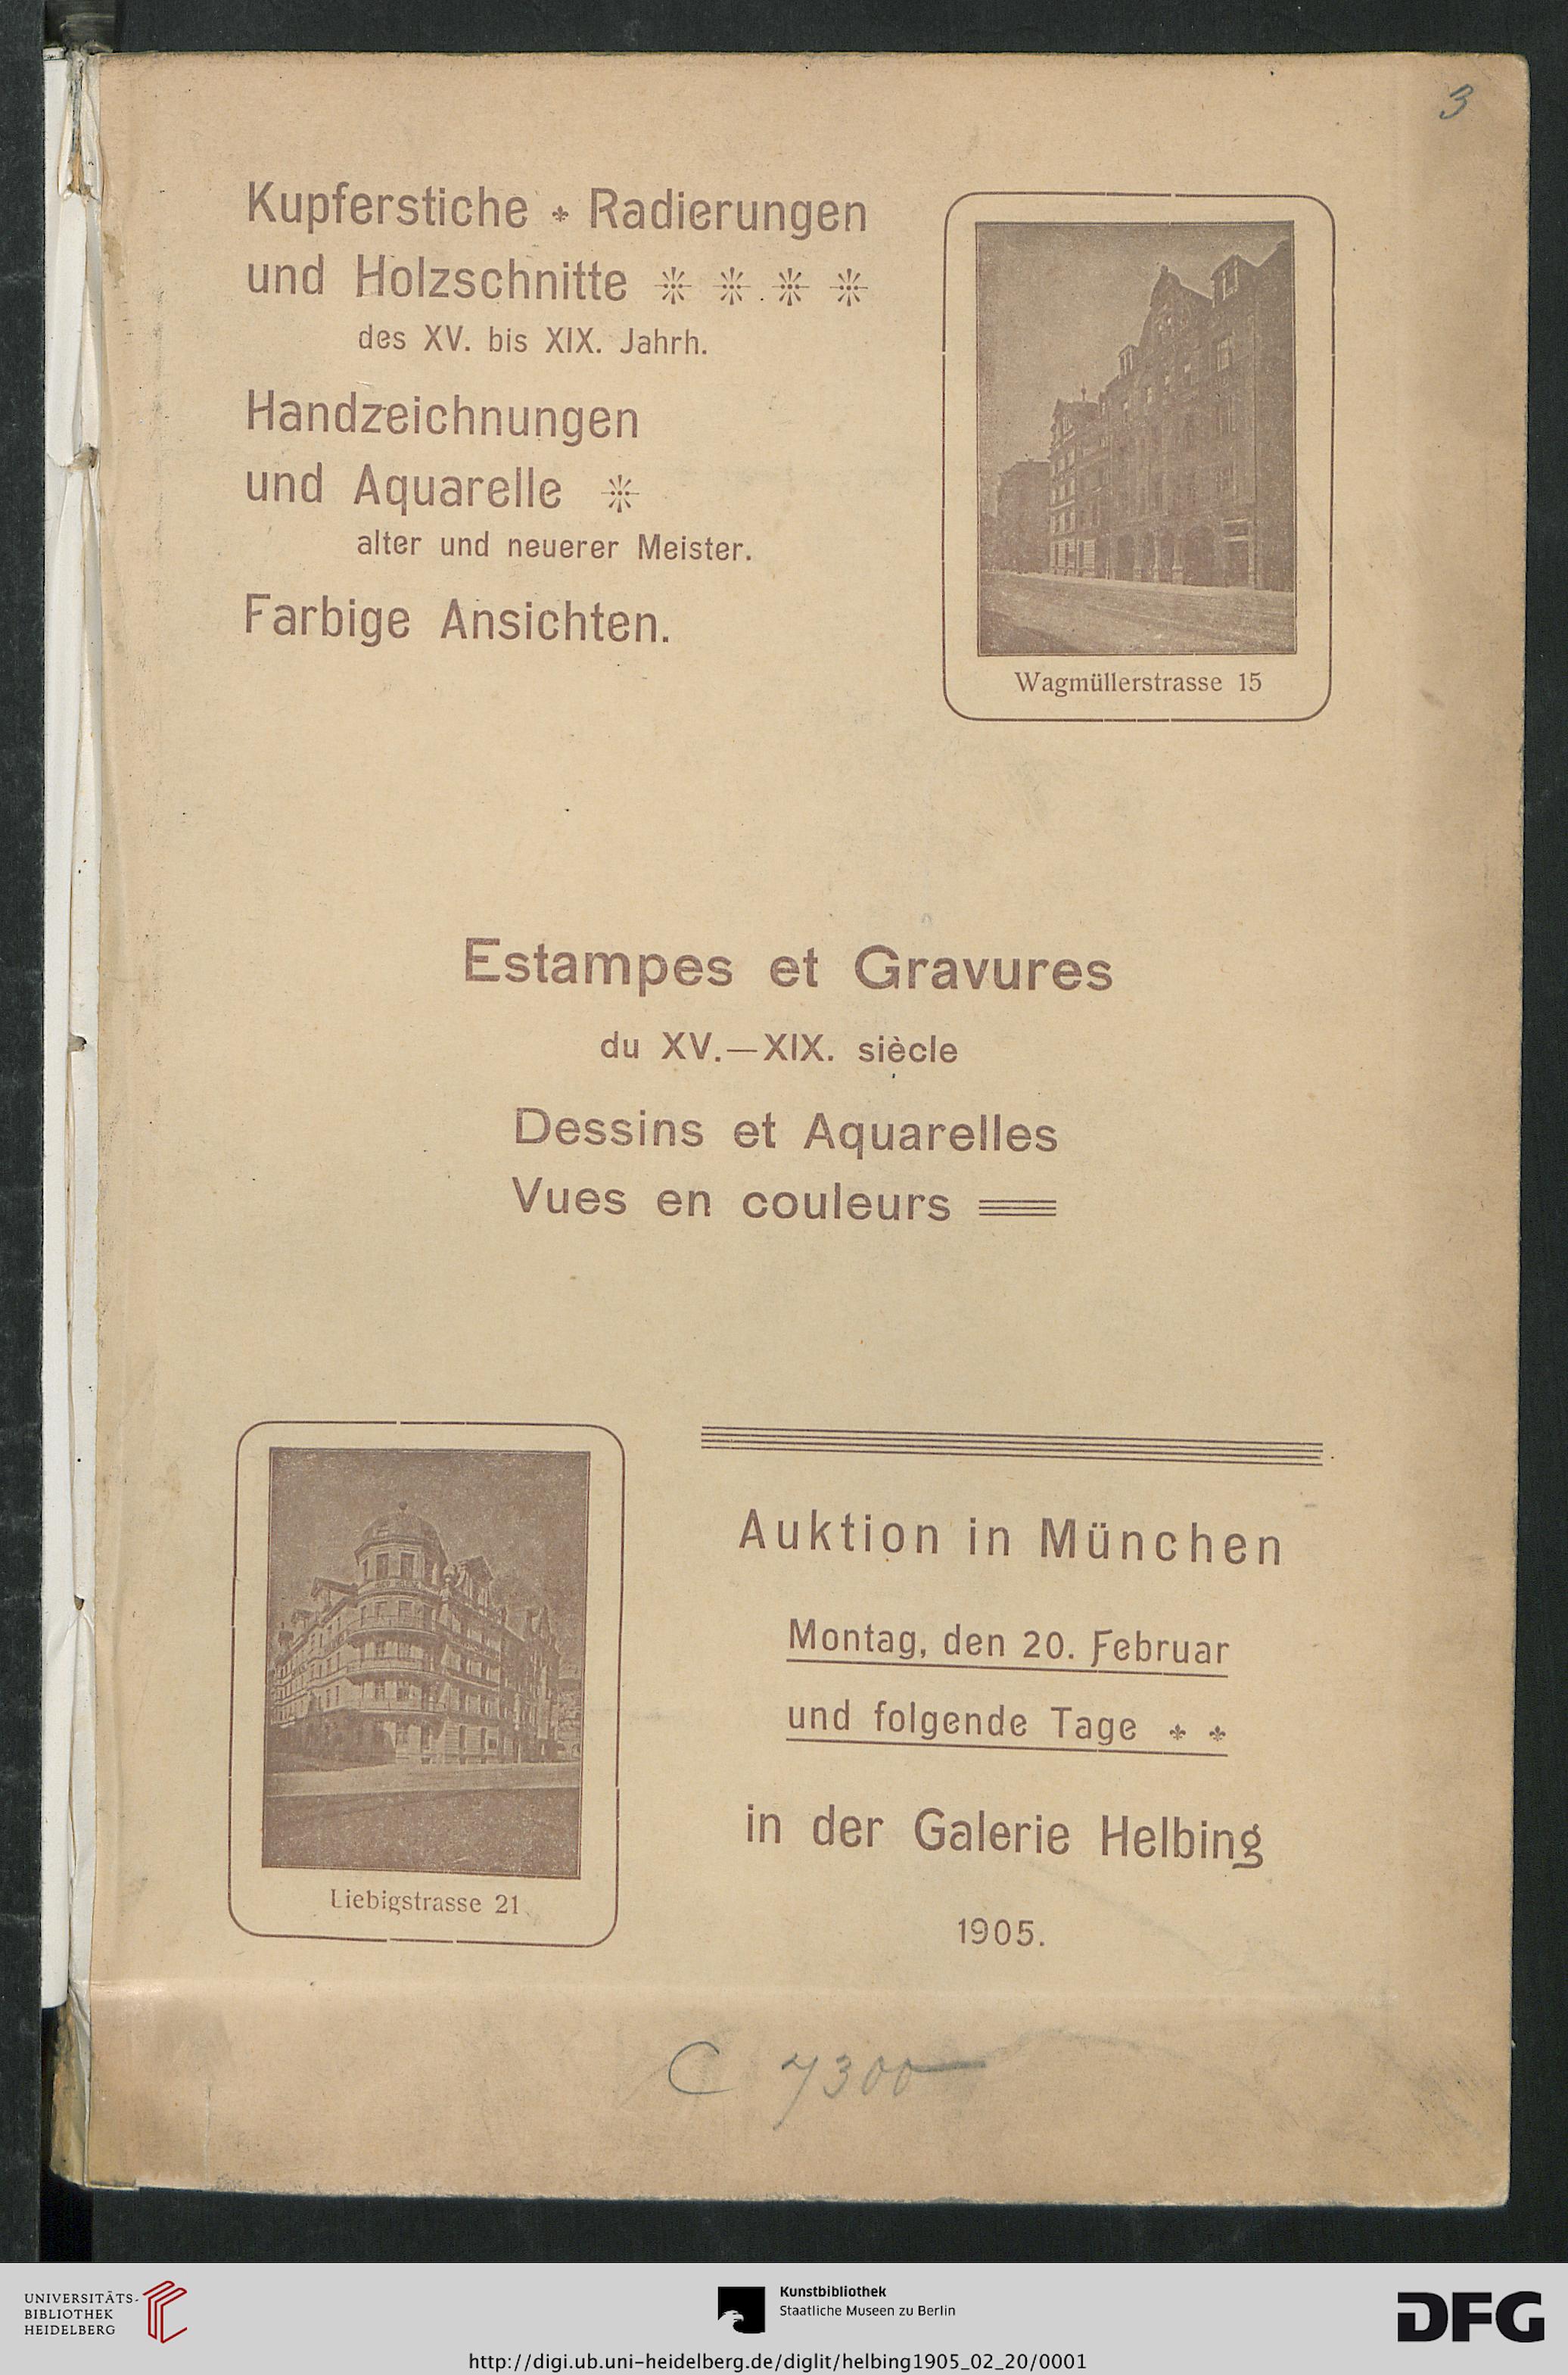 3
Kupferstiche Radierungen
und Holzschnitte
des XV. bis XIX. Jahrh.
Handzeichnungen
und Aquarelle
alter und neuerer Meister.
Farbige Ansichten.
Wagmüllerstrasse 15
Estampes et Gravures
du XV.—XIX. siècle
Dessins et Aquarelles
Vues en couleurs
Liebigstrasse 21
Auktion in München
Montag, den 20. Februar
und folgende Tage
in der Galerie Helbing
1905.
C 7300
UNIVERSITÄTS-
BIBLIOTHEK
HEIDELBERG
Kunstbibliothek
Staatliche Museen zu Berlin
DFG
http://digi.ub.uni-heidelberg.de/diglit/helbing1905_02_20/0001